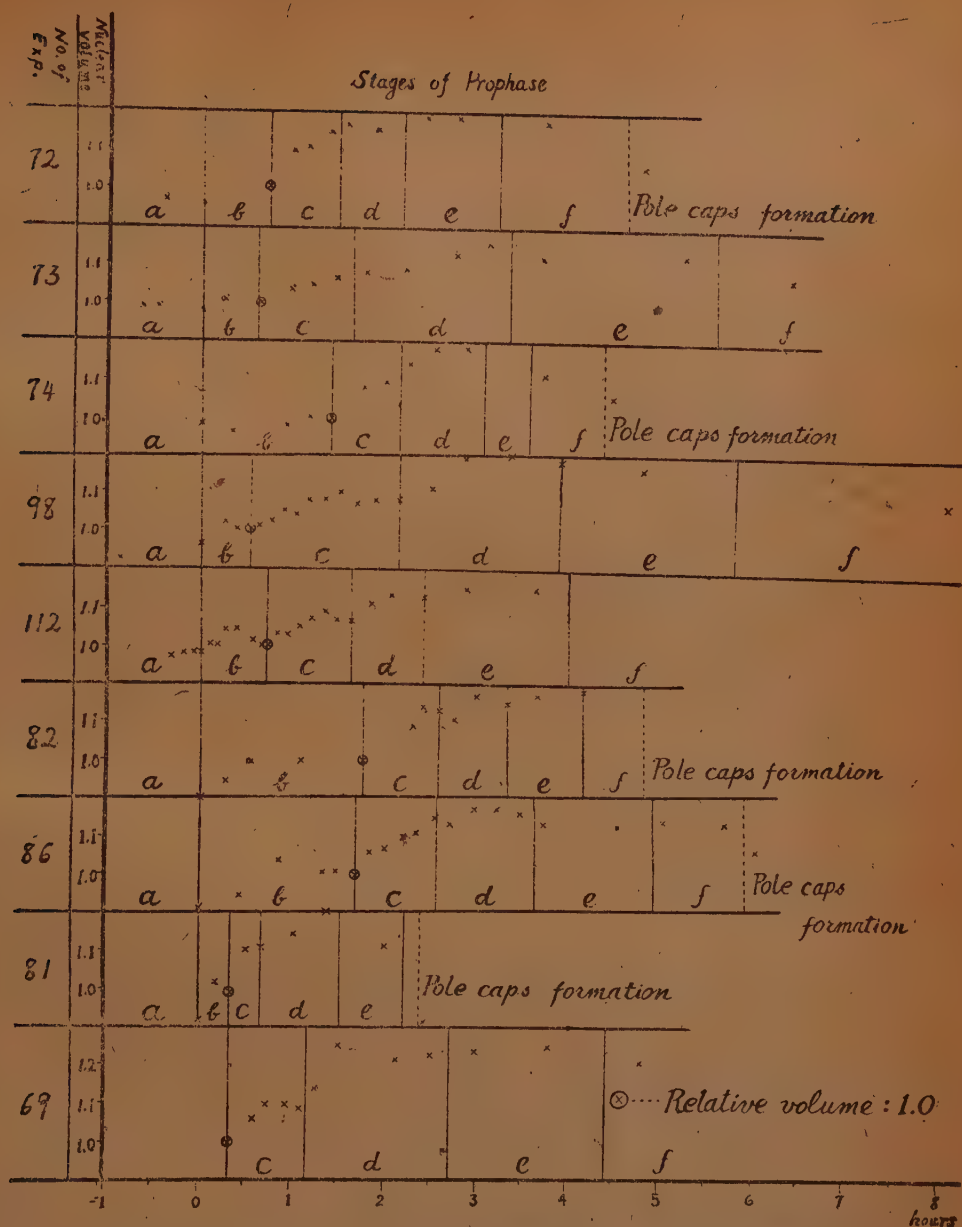 Nuclear volume
No. of Exp.
Stages of Prophase
72
1.1
1.0
a b c d e f Pole caps formation
73
1.1
1.0
a b c d e f
74
1.1
1.0
a b c d e f Pole caps formation
98
1.1
1.0
a b c d e f
112
1.1
1.0
a b c d e f
82
1.1
1.0
a b c d e f Pole caps formation
86
1.1
1.0
a b c d e f Pole caps
formation
81
1.1
1.0
a b c d e Pole caps formation
69
1.2
1.1
1.0
c d e f
⊗···· Relative volume : 1.0
-1 0 1 2 3 4 5 6 7 8
hours